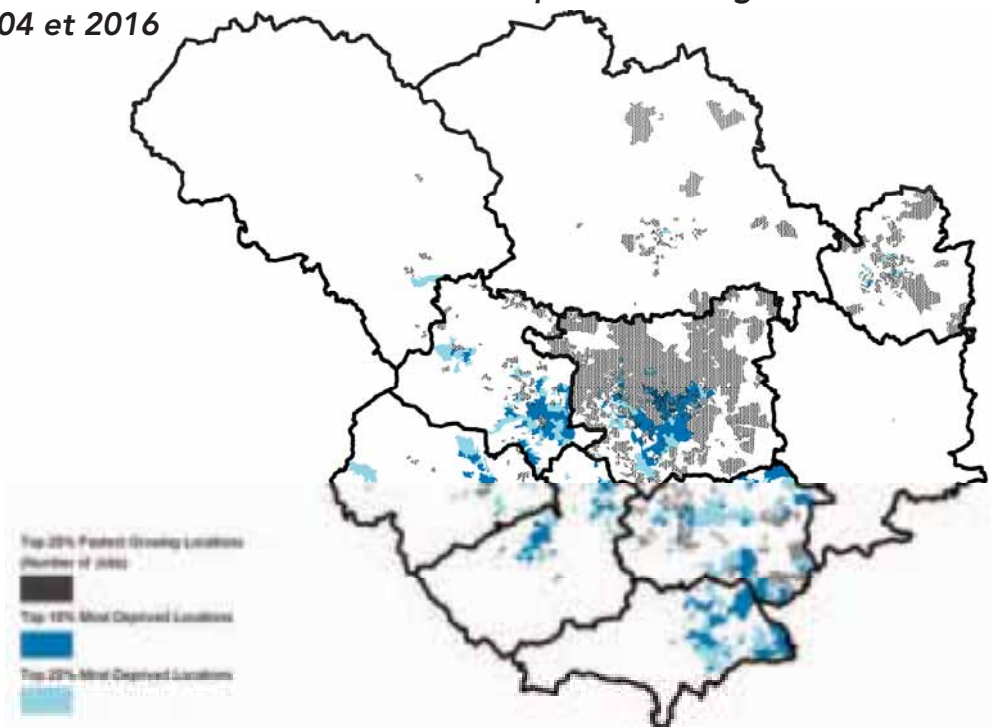 04 et 2016
Top 20% Fastest Growing Locations
(Number of jobs)
Top 10% Most Deprived Locations
Top 20% Most Deprived Locations